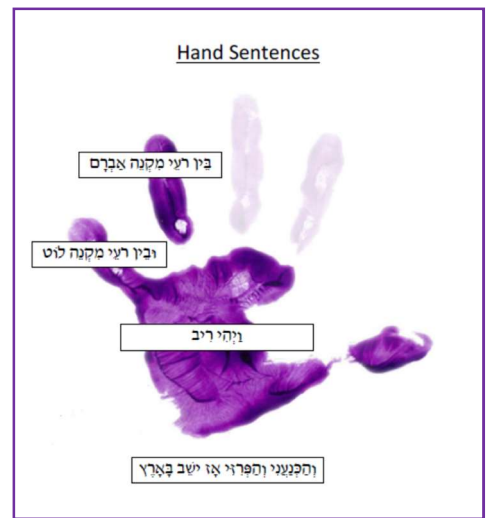 Hand Sentences
בֵּין רֹעֵי מִקְנֵה אַבְרָם
וּבֵין רֹעֵי מִקְנֵה לוֹט
וַיְהִי רִיב
וְהַכְּנַעֲנִי וְהַפְּרִזִּי אָז יֹשֵׁב בָּאָרֶץ